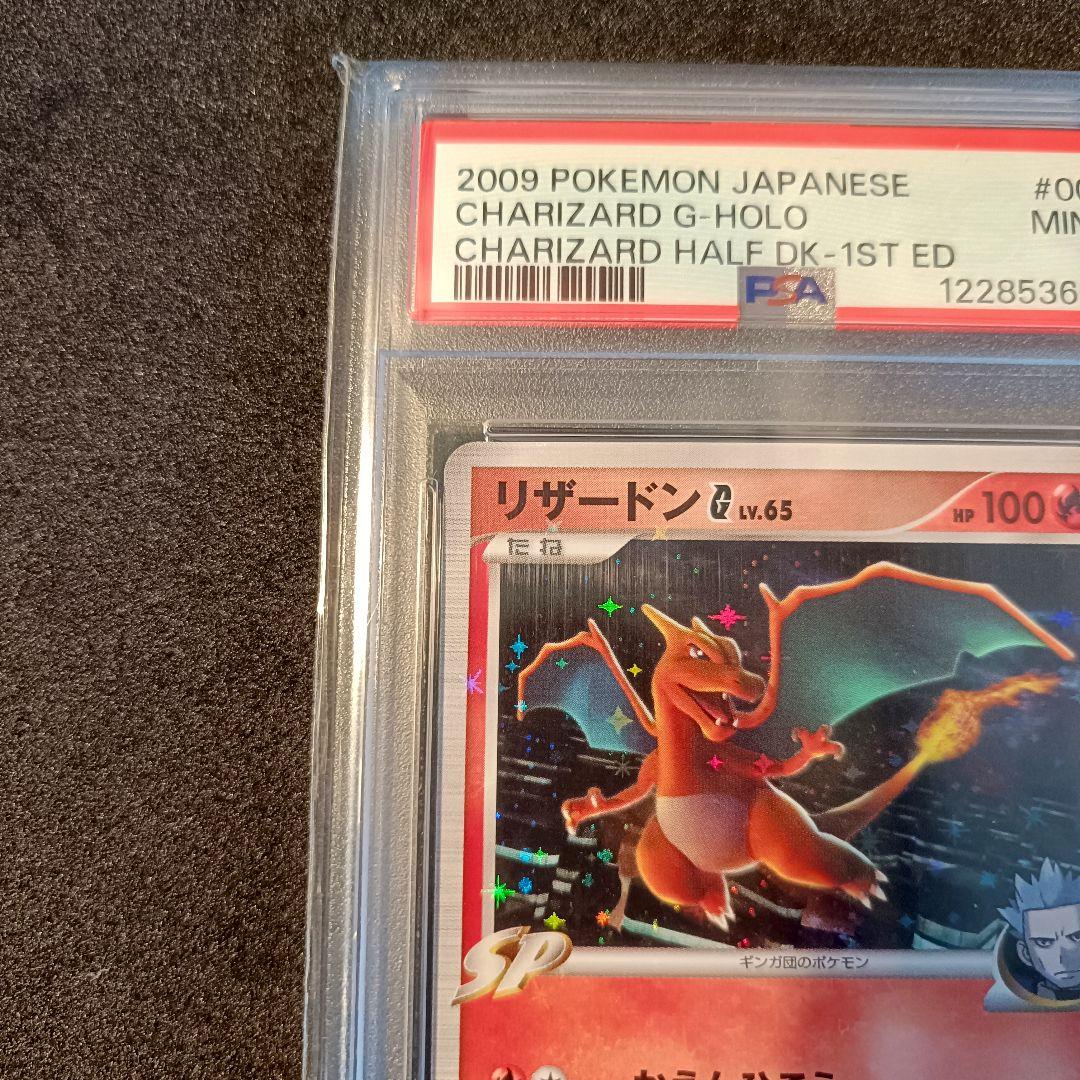 2009 POKEMON JAPANESE
CHARIZARD G-HOLO
CHARIZARD HALF DK-1ST ED
PSA
リザードン G LV.65
HP 100
たね
SP
ギンガ団のポケモン